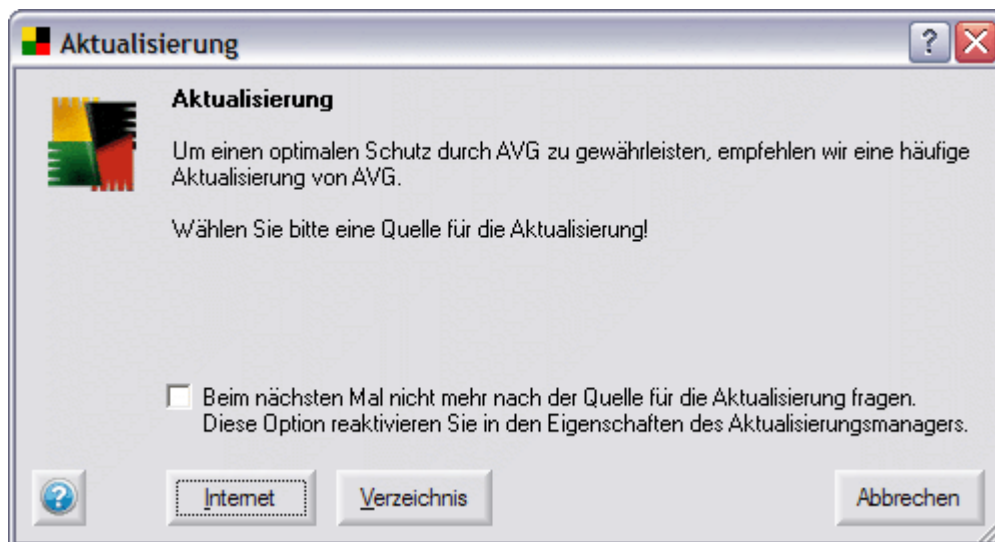 Aktualisierung
Aktualisierung
Um einen optimalen Schutz durch AVG zu gewährleisten, empfehlen wir eine häufige
Aktualisierung von AVG.
Wählen Sie bitte eine Quelle für die Aktualisierung!
Beim nächsten Mal nicht mehr nach der Quelle für die Aktualisierung fragen.
Diese Option reaktivieren Sie in den Eigenschaften des Aktualisierungsmanagers.
Internet Verzeichnis Abbrechen